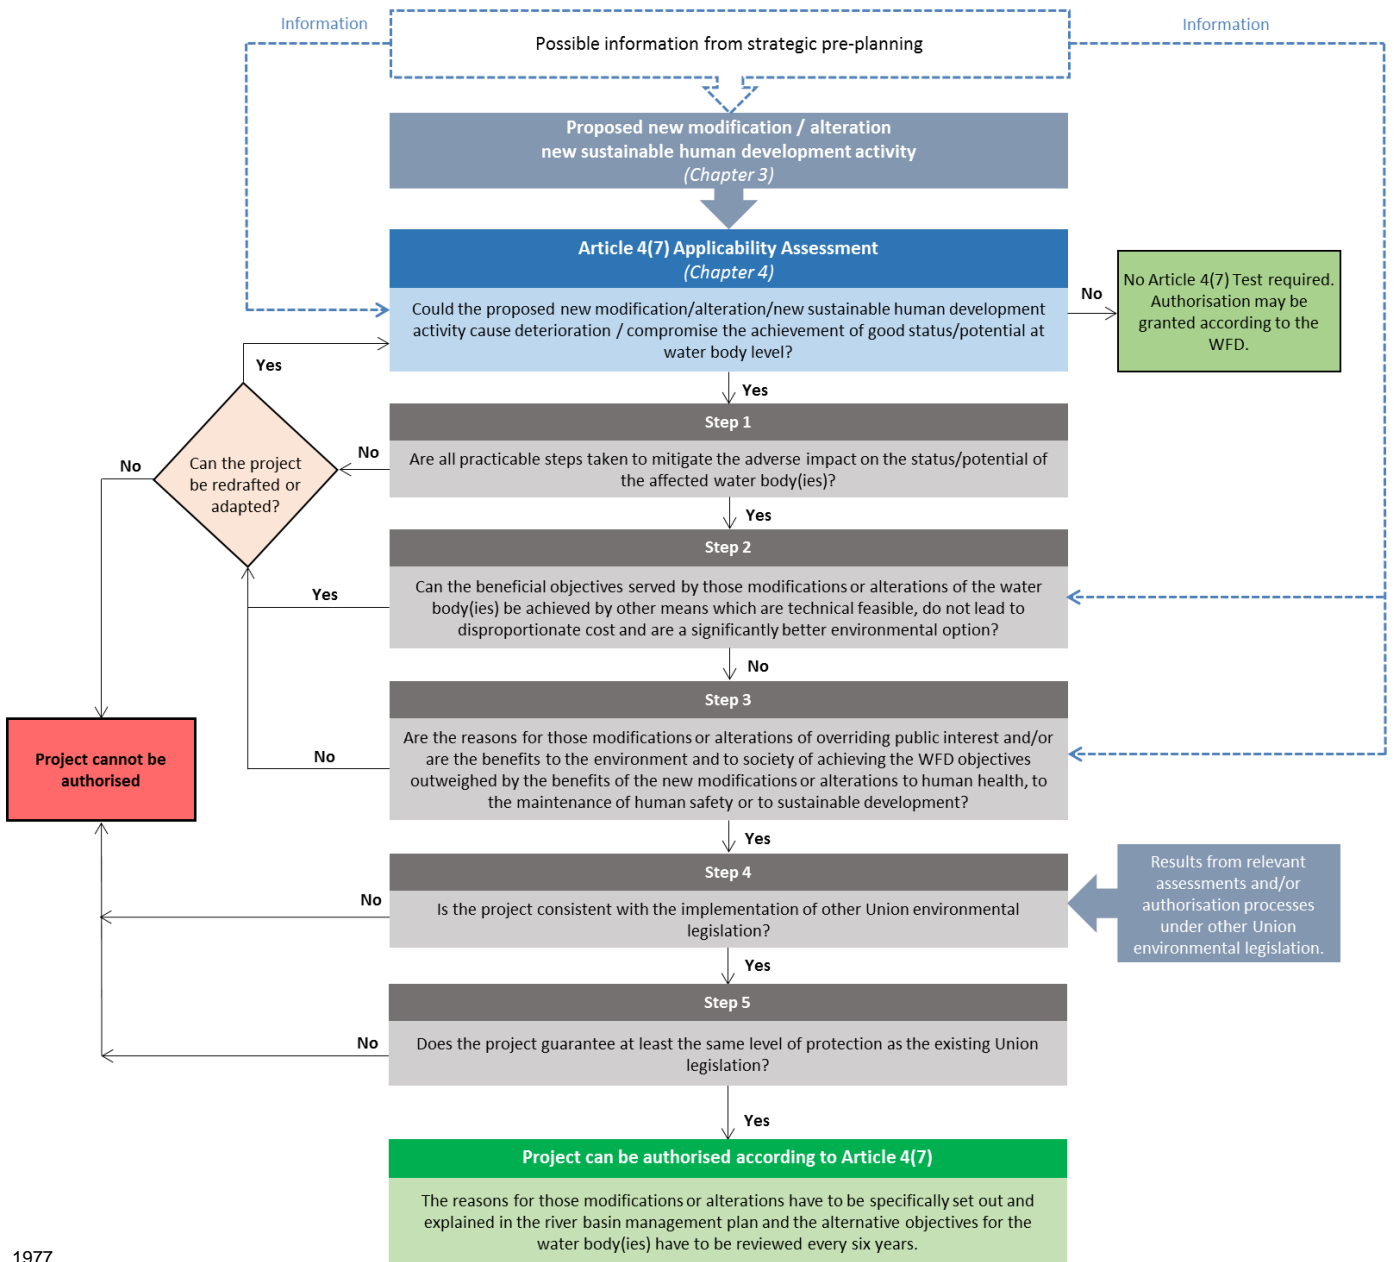 Information
Possible information from strategic pre-planning
Information
Proposed new modification / alteration
new sustainable human development activity
(Chapter 3)
Article 4(7) Applicability Assessment
(Chapter 4)
Could the proposed new modification/alteration/new sustainable human development
activity cause deterioration / compromise the achievement of good status/potential at
water body level?
No
No Article 4(7) Test required.
Authorisation may be
granted according to the
WFD.
Yes
Yes
Step 1
Are all practicable steps taken to mitigate the adverse impact on the status/potential of
the affected water body(ies)?
No
Can the project
be redrafted or
adapted?
No
Yes
Step 2
Can the beneficial objectives served by those modifications or alterations of the water
body(ies) be achieved by other means which are technical feasible, do not lead to
disproportionate cost and are a significantly better environmental option?
Yes
No
Step 3
Are the reasons for those modifications or alterations of overriding public interest and/or
are the benefits to the environment and to society of achieving the WFD objectives
outweighed by the benefits of the new modifications or alterations to human health, to
the maintenance of human safety or to sustainable development?
No
Project cannot be
authorised
Yes
Step 4
Is the project consistent with the implementation of other Union environmental
legislation?
No
Results from relevant
assessments and/or
authorisation processes
under other Union
environmental legislation.
Yes
Step 5
Does the project guarantee at least the same level of protection as the existing Union
legislation?
No
Yes
Project can be authorised according to Article 4(7)
The reasons for those modifications or alterations have to be specifically set out and
explained in the river basin management plan and the alternative objectives for the
water body(ies) have to be reviewed every six years.
1977